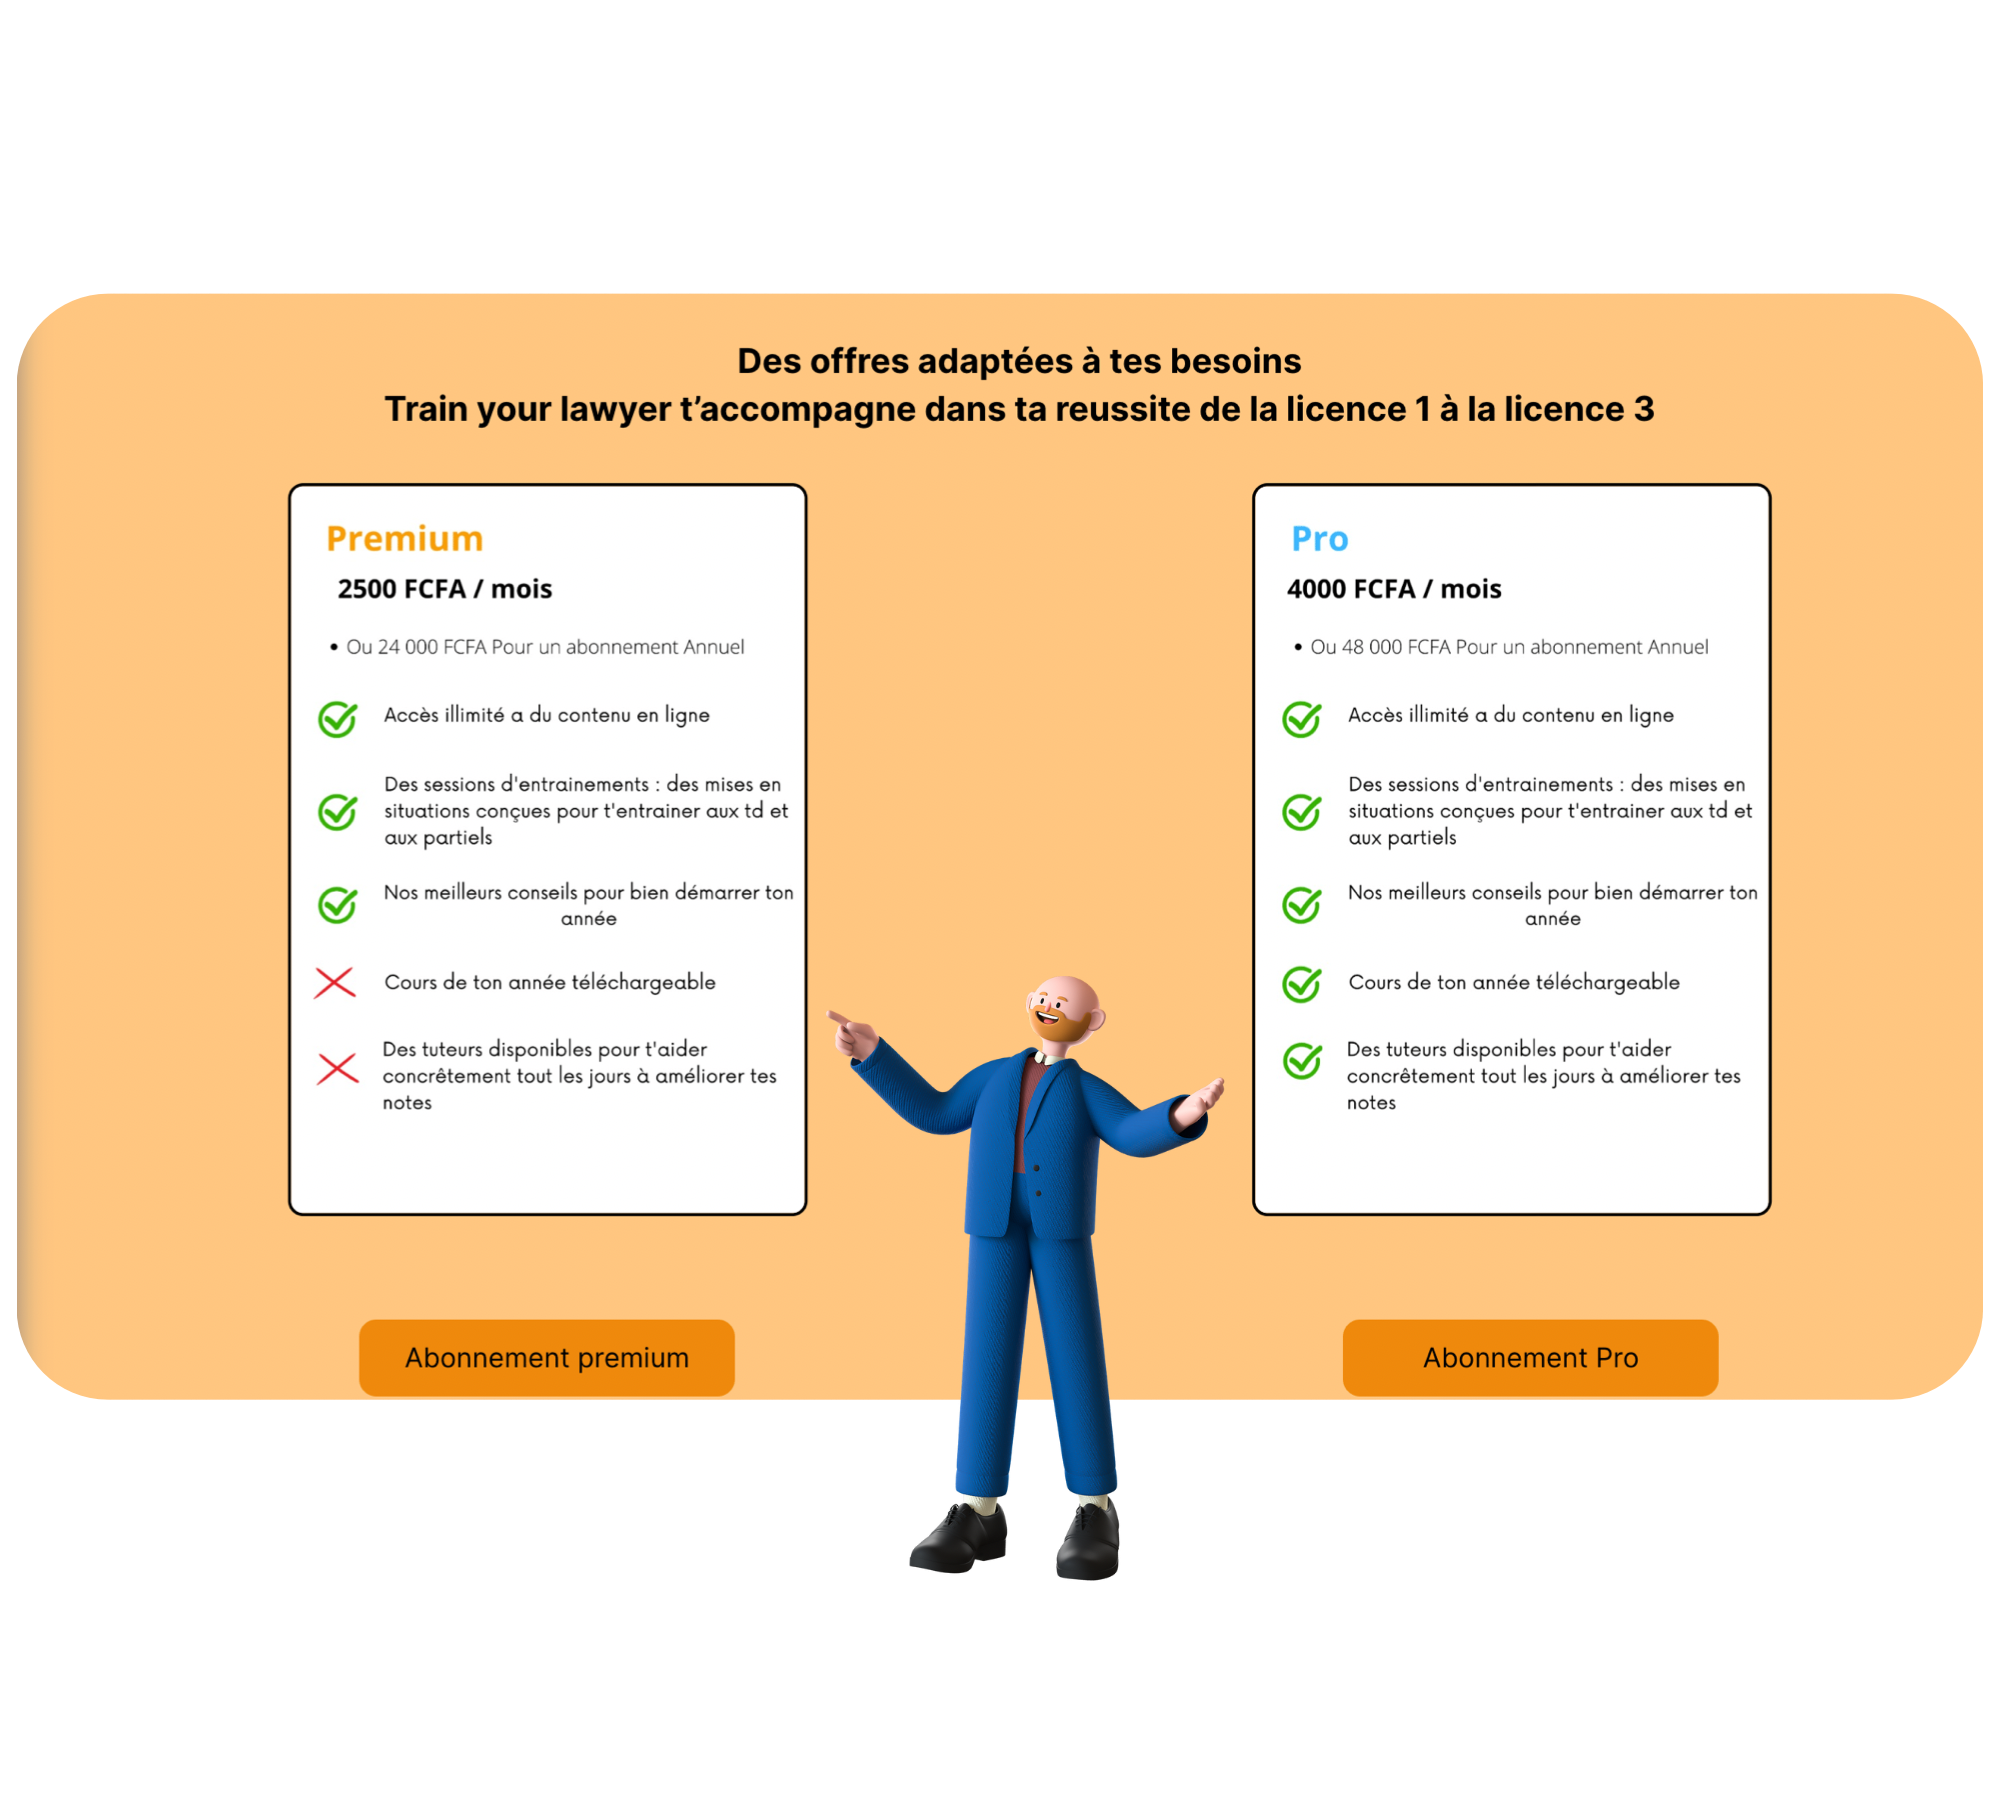 Des offres adaptées à tes besoins
Train your lawyer t’accompagne dans ta reussite de la licence 1 à la licence 3
Premium
2500 FCFA / mois
• Ou 24 000 FCFA Pour un abonnement Annuel
Accès illimité a du contenu en ligne
Des sessions d'entrainements : des mises en
situations conçues pour t'entrainer aux td et
aux partiels
Nos meilleurs conseils pour bien démarrer ton
année
Cours de ton année téléchargeable
Des tuteurs disponibles pour t'aider
concrêtement tout les jours à améliorer tes
notes
Abonnement premium
Pro
4000 FCFA / mois
• Ou 48 000 FCFA Pour un abonnement Annuel
Accès illimité a du contenu en ligne
Des sessions d'entrainements : des mises en
situations conçues pour t'entrainer aux td et
aux partiels
Nos meilleurs conseils pour bien démarrer ton
année
Cours de ton année téléchargeable
Des tuteurs disponibles pour t'aider
concrêtement tout les jours à améliorer tes
notes
Abonnement Pro